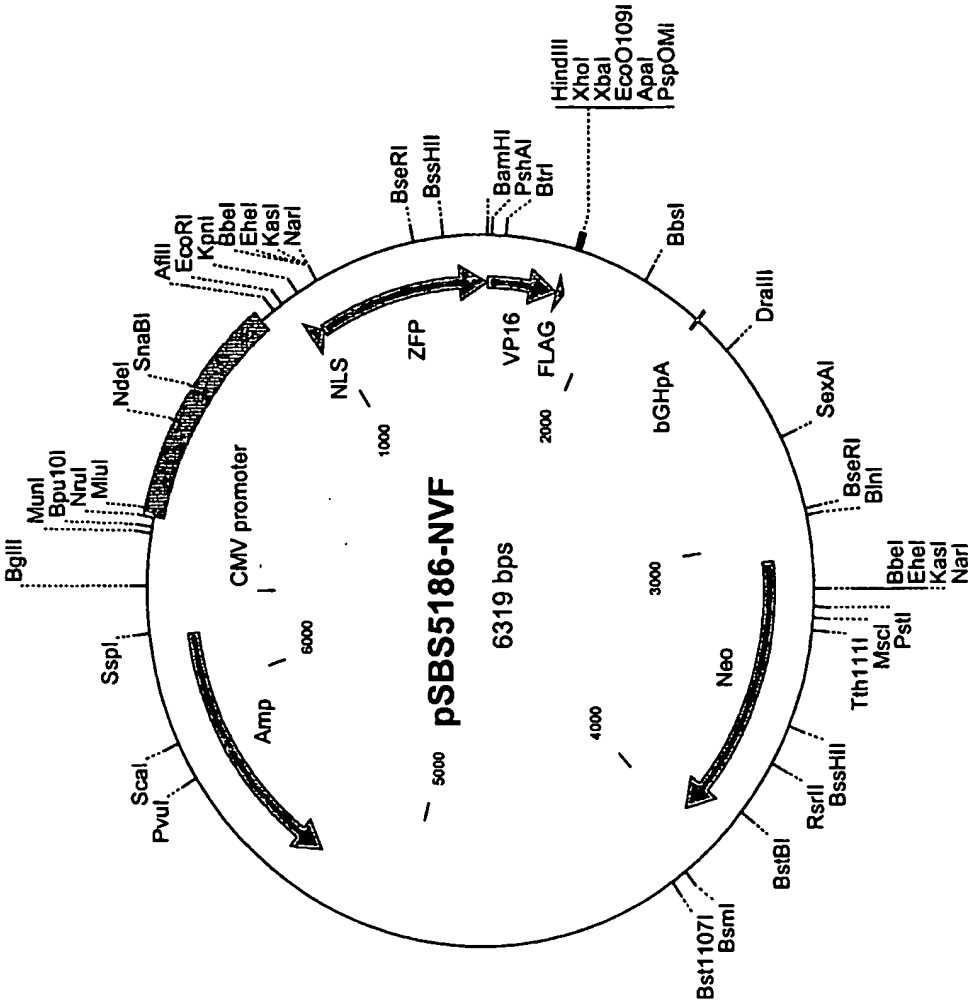 pSBS5186-NVF
6319 bps
BglII
MunI
Bpu10I
NruI
MluI
NdeI
SnaBI
AflII
EcoRI
KpnI
BbeI
EheI
KasI
NarI
BseRI
BssHII
BamHI
PshAI
BtrI
HindIII
XhoI
XbaI
EcoO109I
ApaI
PspOMI
BbsI
DraIII
SexAI
BseRI
BlnI
BbeI
EheI
KasI
NarI
PstI
MscI
Tth111I
BssHII
RsrII
BstBI
BsmI
Bst1107I
PvuI
ScaI
SspI
CMV promoter
NLS
ZFP
VP16
FLAG
bGHpA
Neo
Amp
1000
2000
3000
4000
5000
6000